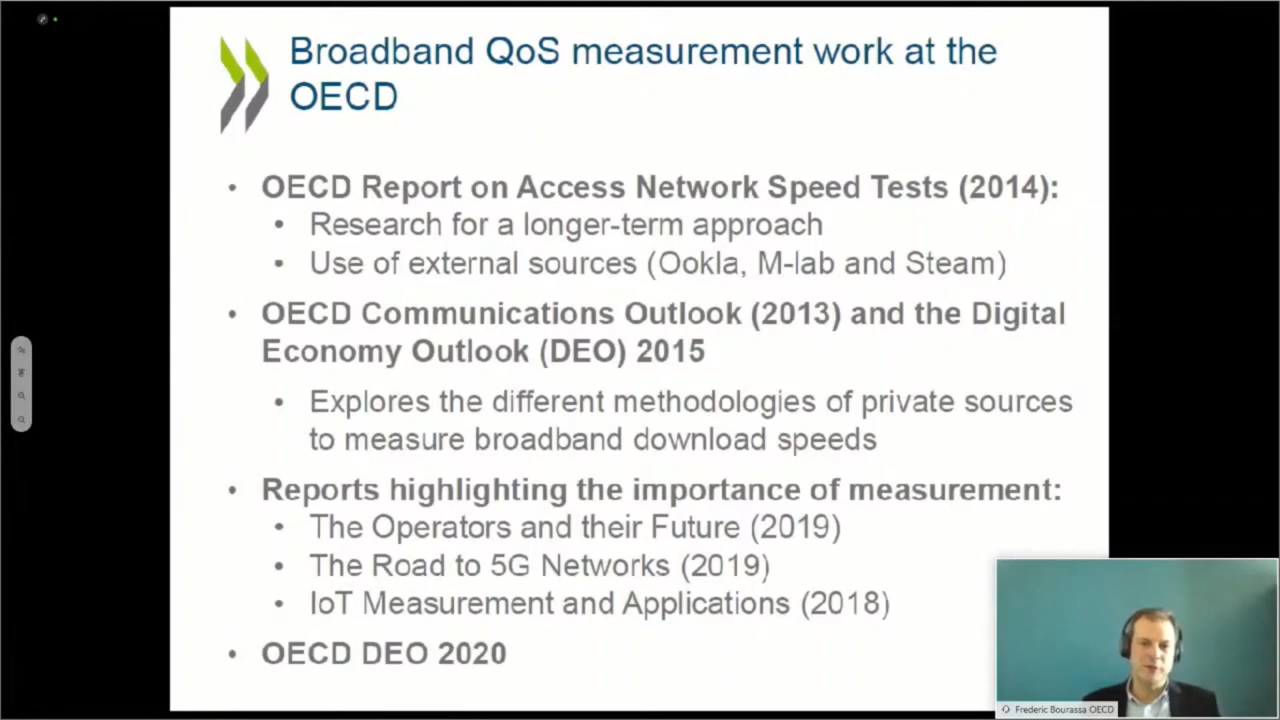 Broadband QoS measurement work at the
OECD
• OECD Report on Access Network Speed Tests (2014):
• Research for a longer-term approach
• Use of external sources (Ookla, M-lab and Steam)
• OECD Communications Outlook (2013) and the Digital
Economy Outlook (DEO) 2015
• Explores the different methodologies of private sources
to measure broadband download speeds
• Reports highlighting the importance of measurement:
• The Operators and their Future (2019)
• The Road to 5G Networks (2019)
• IoT Measurement and Applications (2018)
• OECD DEO 2020
Frederic Bourassa OECD